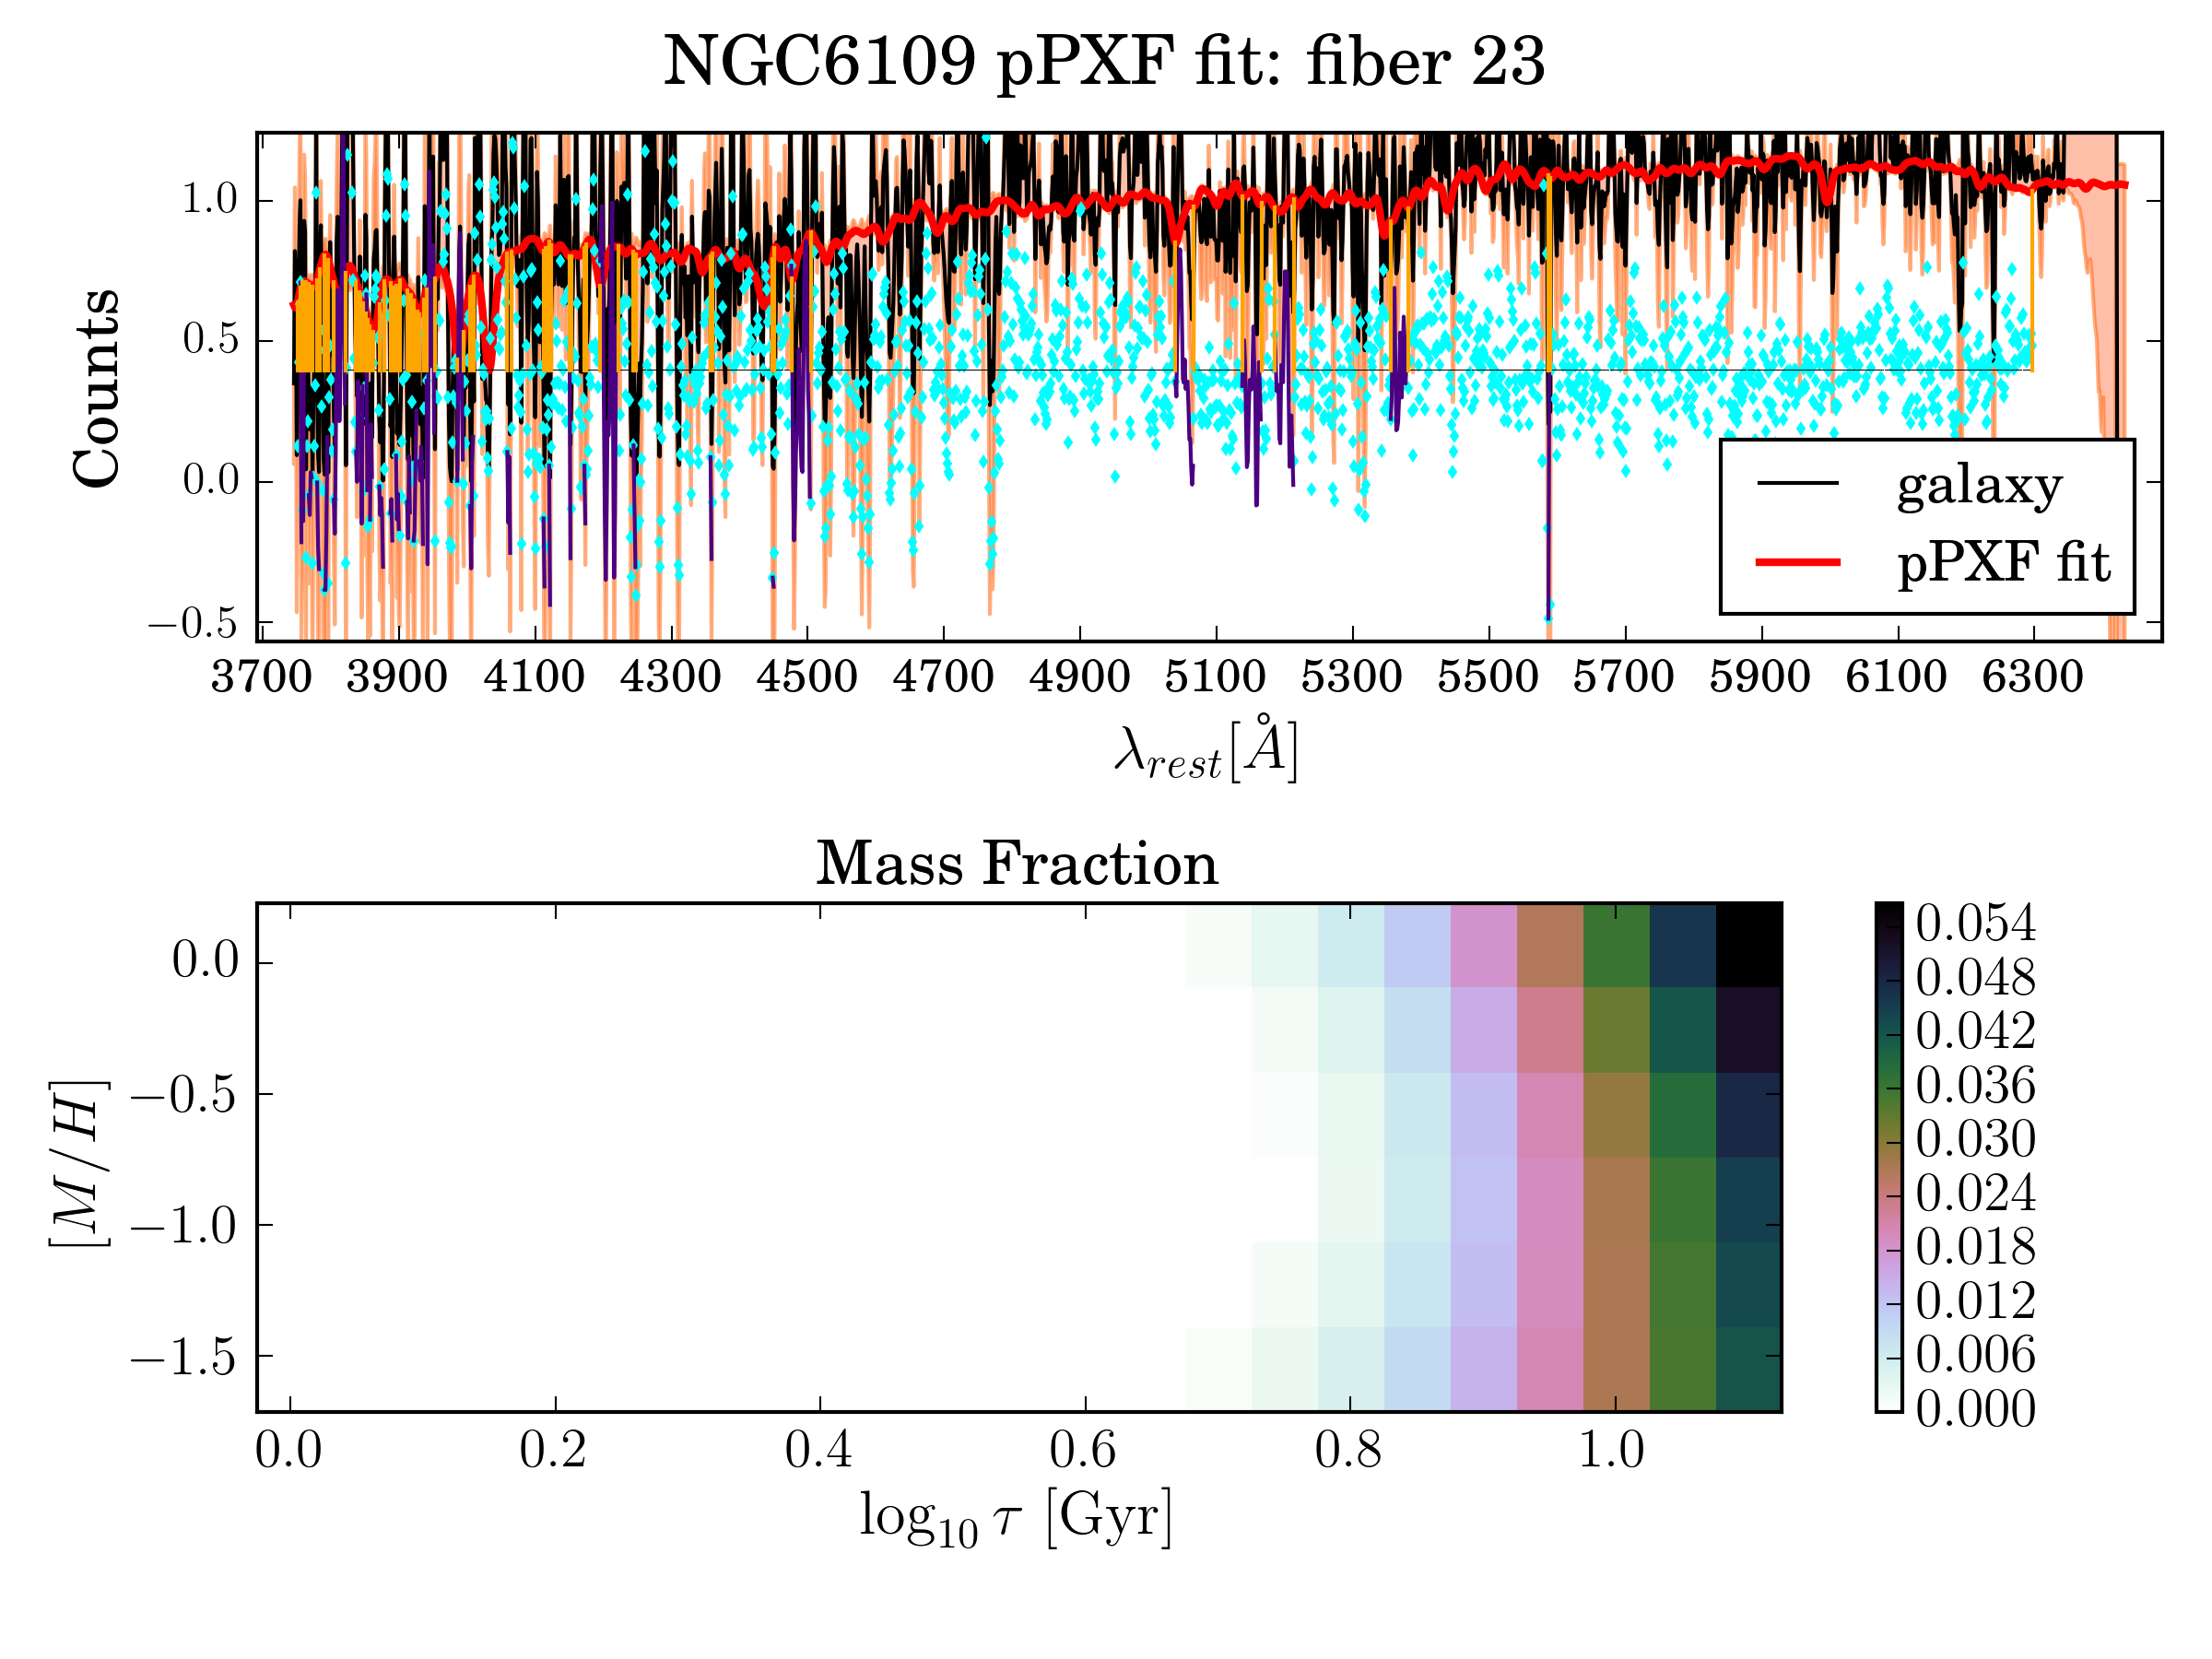 NGC6109 pPXF fit: fiber 23
Counts
1.0
0.5
0.0
−0.5
galaxy
pPXF fit
3700 3900 4100 4300 4500 4700 4900 5100 5300 5500 5700 5900 6100 6300
λrest[Å]
Mass Fraction
[M/H]
0.0
−0.5
−1.0
−1.5
0.0 0.2 0.4 0.6 0.8 1.0
log10 τ [Gyr]
0.054
0.048
0.042
0.036
0.030
0.024
0.018
0.012
0.006
0.000